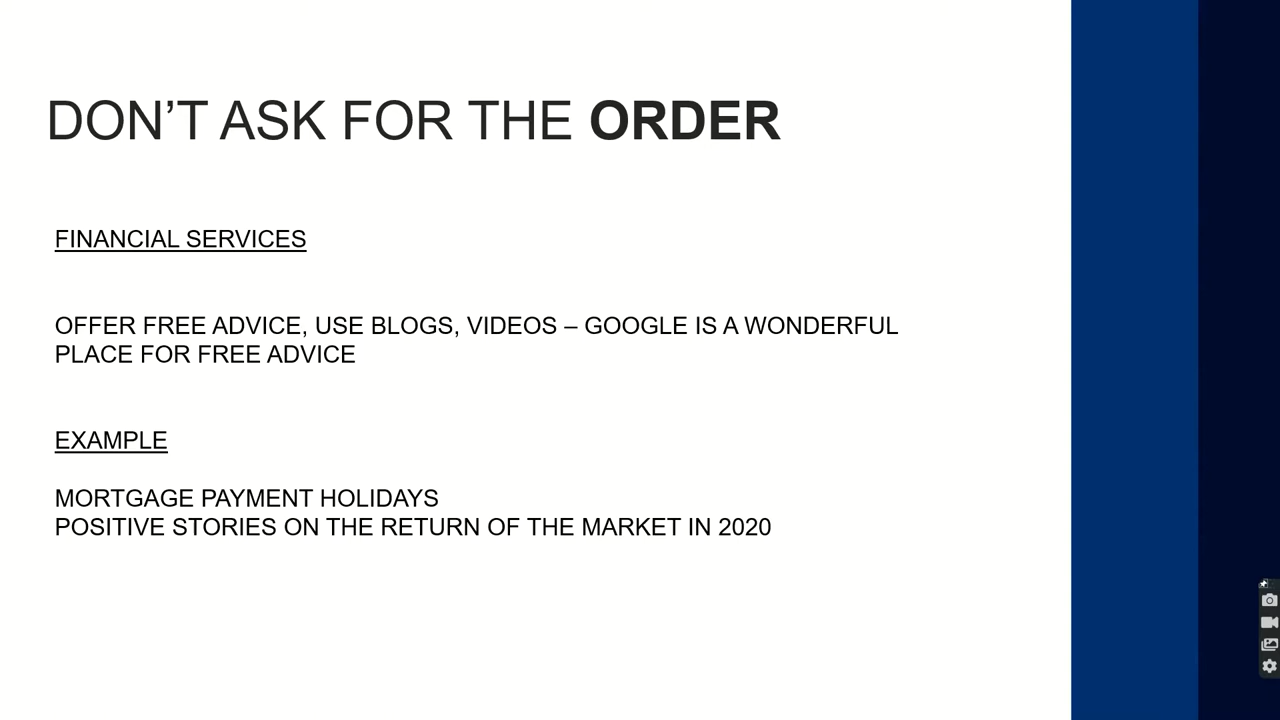 DON’T ASK FOR THE ORDER
FINANCIAL SERVICES
OFFER FREE ADVICE, USE BLOGS, VIDEOS – GOOGLE IS A WONDERFUL
PLACE FOR FREE ADVICE
EXAMPLE
MORTGAGE PAYMENT HOLIDAYS
POSITIVE STORIES ON THE RETURN OF THE MARKET IN 2020